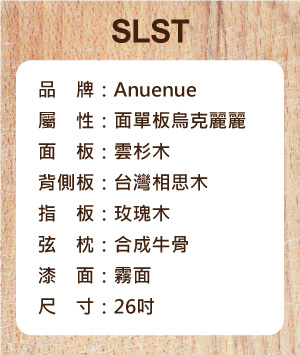 SLST
品　牌：Anuenue
屬　性：面單板烏克麗麗
面　板：雲杉木
背側板：台灣相思木
指　板：玫瑰木
弦　枕：合成牛骨
漆　面：霧面
尺　寸：26吋